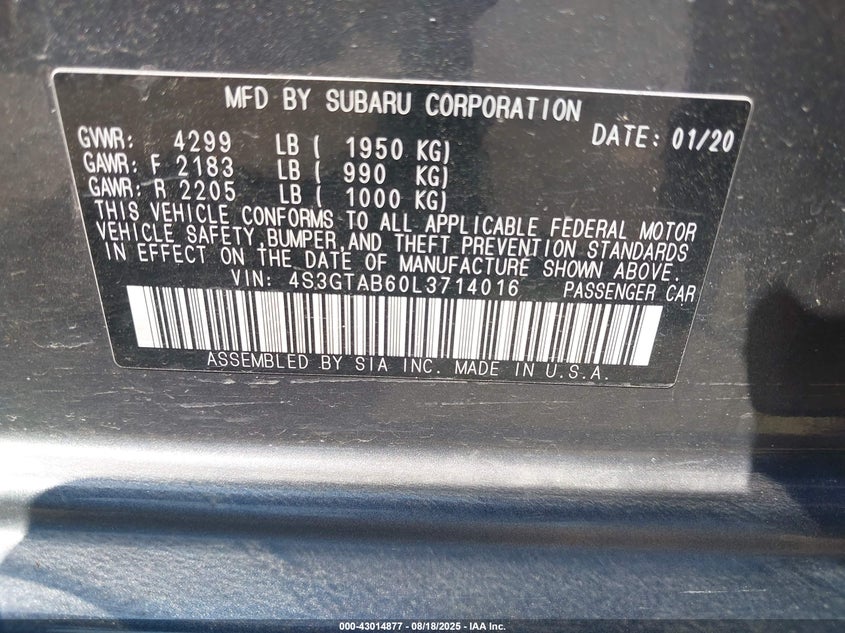 MFD BY SUBARU CORPORATION
GVWR: 4299 LB ( 1950 KG) DATE: 01/20
GAWR: F 2183 LB ( 990 KG)
GAWR: R 2205 LB ( 1000 KG)
THIS VEHICLE CONFORMS TO ALL APPLICABLE FEDERAL MOTOR
VEHICLE SAFETY, BUMPER, AND THEFT PREVENTION STANDARDS
IN EFFECT ON THE DATE OF MANUFACTURE SHOWN ABOVE.
VIN: 4S3GTAB60L3714016 PASSENGER CAR
ASSEMBLED BY SIA INC. MADE IN U.S.A.
000-43014877 - 08/18/2025 - IAA Inc.